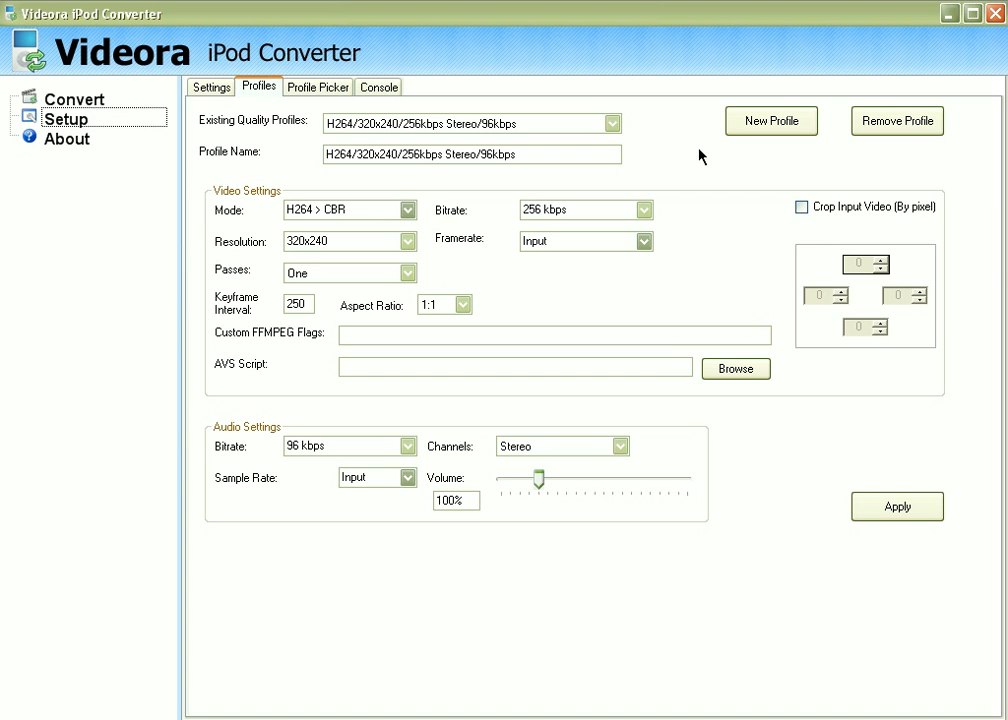 Videora iPod Converter
Videora iPod Converter
Convert
Setup
About
Settings Profiles Profile Picker Console
Existing Quality Profiles: H264/320x240/256kbps Stereo/96kbps New Profile Remove Profile
Profile Name: H264/320x240/256kbps Stereo/96kbps
Video Settings
Mode: H264 > CBR Bitrate: 256 kbps Crop Input Video (By pixel)
Resolution: 320x240 Framerate: Input
0
Passes: One
0 0
Keyframe
Interval: 250 Aspect Ratio: 1:1
0
Custom FFMPEG Flags:
AVS Script: Browse
Audio Settings
Bitrate: 96 kbps Channels: Stereo
Sample Rate: Input Volume:
100%
Apply